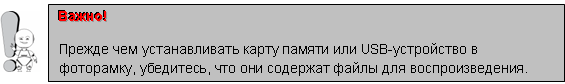 Важно!
Прежде чем устанавливать карту памяти или USB-устройство в
фоторамку, убедитесь, что они содержат файлы для воспроизведения.